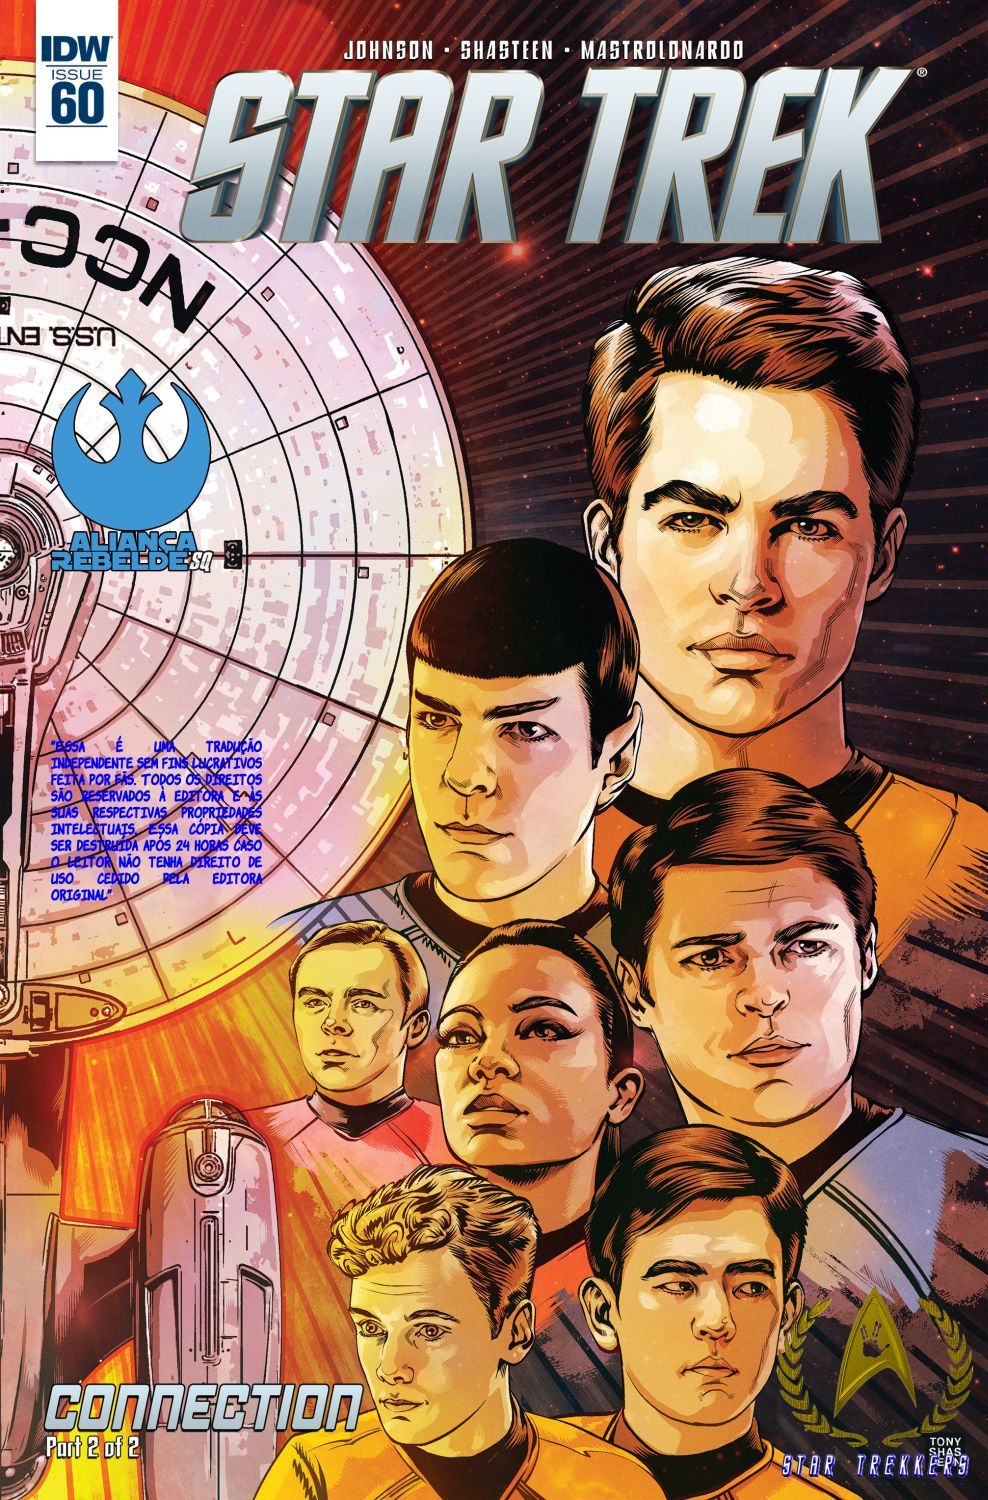 IDW
ISSUE
60
JOHNSON • SHASTEEN • MASTROLONARDO
STAR TREK®
NCC-
U.S.S. ENT
ALIANÇA
REBELDE SQ
"ESSA É UMA TRADUÇÃO
INDEPENDENTE SEM FINS LUCRATIVOS
FEITA POR FÃS. TODOS OS DIREITOS
SÃO RESERVADOS À EDITORA E ÀS
SUAS RESPECTIVAS PROPRIEDADES
INTELECTUAIS. ESSA CÓPIA DEVE
SER DESTRUÍDA APÓS 24 HORAS CASO
O LEITOR NÃO TENHA DIREITO DE
USO CEDIDO PELA EDITORA
ORIGINAL"
CONNECTION
Part 2 of 2
TONY
SHAS
TEEN
STAR TREKKERS